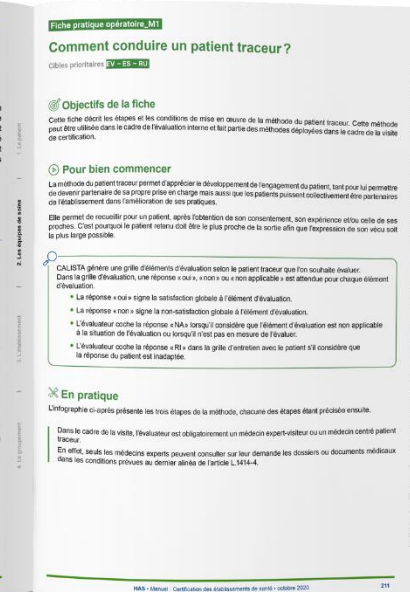 Fiche pratique opératoire_M1
Comment conduire un patient traceur ?
Cibles prioritaires EV – ES – RU
Objectifs de la fiche
Cette fiche décrit les étapes et les conditions de mise en œuvre de la méthode du patient traceur. Cette méthode
peut être utilisée dans le cadre de l'évaluation interne et fait partie des méthodes déployées dans le cadre de la visite
de certification.
Pour bien commencer
La méthode du patient traceur permet d'apprécier le développement de l'engagement du patient, tant pour lui permettre
de devenir partenaire de sa propre prise en charge mais aussi que les patients puissent collectivement être partenaires
de l'établissement dans l'amélioration de ses pratiques.
Elle permet de recueillir pour un patient, après l'obtention de son consentement, son expérience et/ou celle de ses
proches. C'est pourquoi le patient retenu doit être le plus proche de la sortie afin que l'expression de son vécu soit
la plus large possible.
CALISTA génère une grille d'éléments d'évaluation selon le patient traceur que l'on souhaite évaluer.
Dans la grille d'évaluation, une réponse « oui », « non » ou « non applicable » est attendue pour chaque élément
d'évaluation.
• La réponse « oui » signe la satisfaction globale à l'élément d'évaluation.
• La réponse « non » signe la non-satisfaction globale à l'élément d'évaluation.
• L'évaluateur coche la réponse « NA » lorsqu'il considère que l'élément d'évaluation est non applicable
à la situation de l'évaluation ou lorsqu'il n'est pas en mesure de l'évaluer.
• L'évaluateur coche la réponse « RI » dans la grille d'entretien avec le patient s'il considère que
la réponse du patient est inadaptée.
En pratique
L'infographie ci-après présente les trois étapes de la méthode, chacune des étapes étant précisée ensuite.
Dans le cadre de la visite, l'évaluateur est obligatoirement un médecin expert-visiteur ou un médecin centré patient
traceur.
En effet, seuls les médecins experts peuvent consulter sur leur demande les dossiers ou documents médicaux
dans les conditions prévues au dernier alinéa de l'article L.1414-4.
HAS • Manuel Certification des établissements de santé • octobre 2020
211
1. Le patient
2. Les équipes de soins
3. L'établissement
4. Le groupement